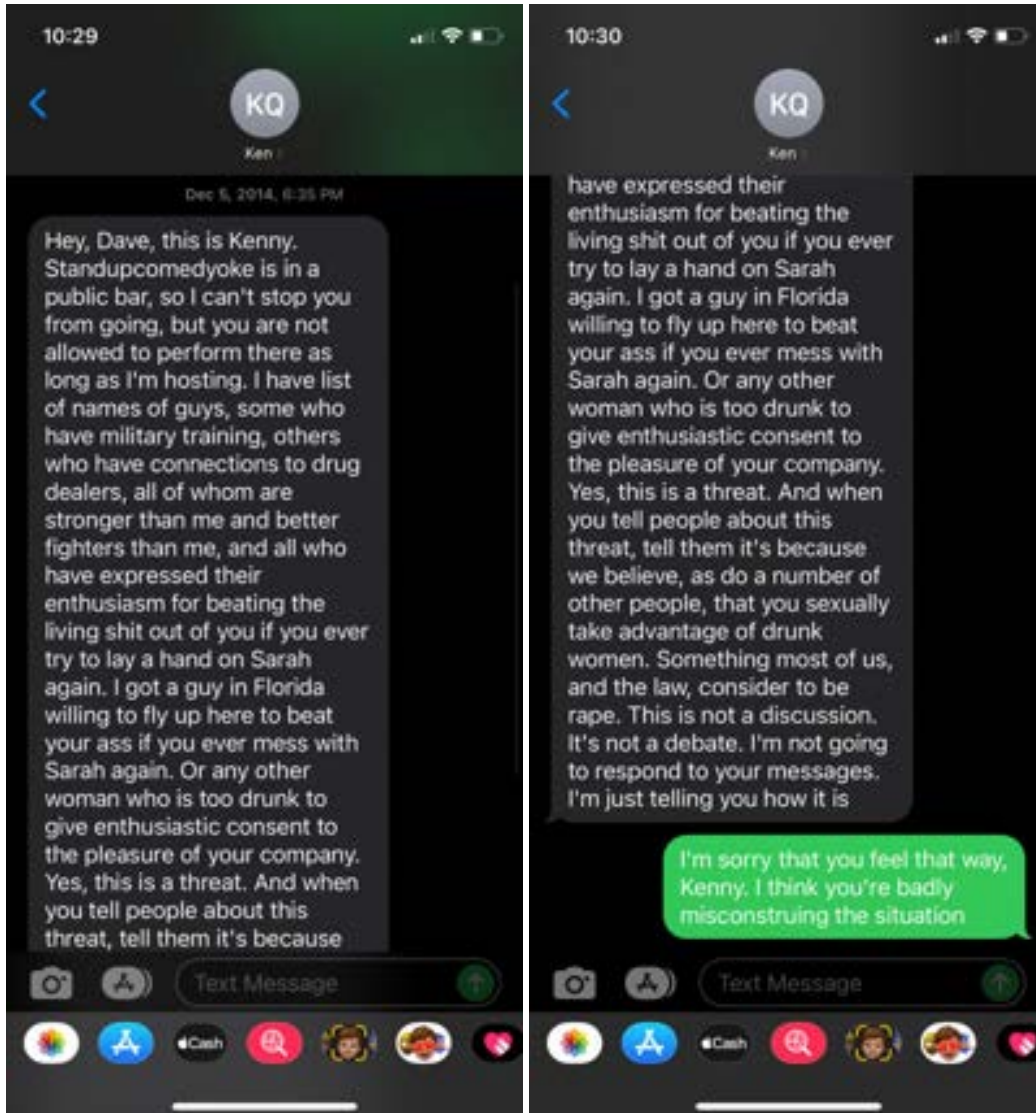 10:29
KQ
Ken
Dec 5, 2014, 6:35 PM
Hey, Dave, this is Kenny.
Standupcomedyoke is in a
public bar, so I can't stop you
from going, but you are not
allowed to perform there as
long as I'm hosting. I have list
of names of guys, some who
have military training, others
who have connections to drug
dealers, all of whom are
stronger than me and better
fighters than me, and all who
have expressed their
enthusiasm for beating the
living shit out of you if you ever
try to lay a hand on Sarah
again. I got a guy in Florida
willing to fly up here to beat
your ass if you ever mess with
Sarah again. Or any other
woman who is too drunk to
give enthusiastic consent to
the pleasure of your company.
Yes, this is a threat. And when
you tell people about this
threat, tell them it's because
Text Message
Cash
10:30
KQ
Ken
have expressed their
enthusiasm for beating the
living shit out of you if you ever
try to lay a hand on Sarah
again. I got a guy in Florida
willing to fly up here to beat
your ass if you ever mess with
Sarah again. Or any other
woman who is too drunk to
give enthusiastic consent to
the pleasure of your company.
Yes, this is a threat. And when
you tell people about this
threat, tell them it's because
we believe, as do a number of
other people, that you sexually
take advantage of drunk
women. Something most of us,
and the law, consider to be
rape. This is not a discussion.
It's not a debate. I'm not going
to respond to your messages.
I'm just telling you how it is
I'm sorry that you feel that way,
Kenny. I think you're badly
misconstruing the situation
Text Message
Cash